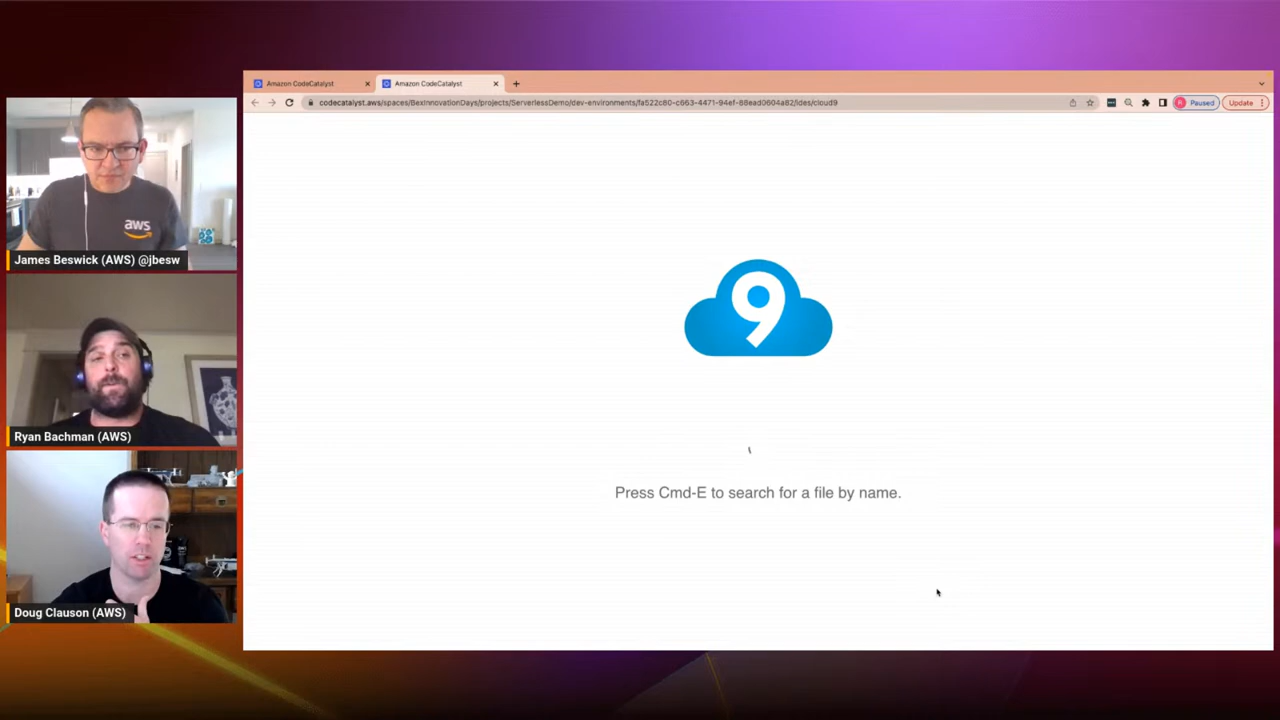 Amazon CodeCatalyst
Amazon CodeCatalyst
codecatalyst.aws/spaces/BexInnovationDays/projects/ServerlessDemo/dev-environments/fa522c80-c663-4471-94ef-88ead0604a82/ides/cloud9
R Paused
Update
aws
James Beswick (AWS) @jbesw
9
Ryan Bachman (AWS)
Press Cmd-E to search for a file by name.
Doug Clauson (AWS)